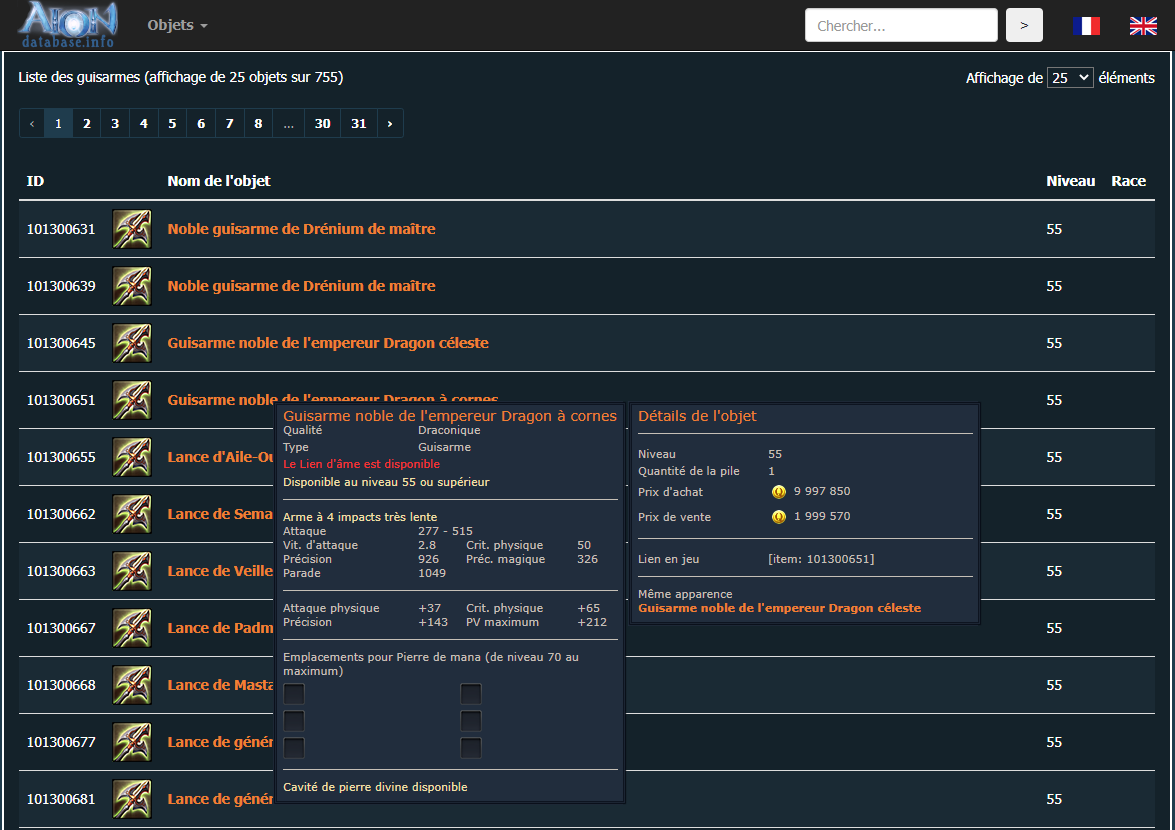 AION
database.info
Objets
Chercher...
>
Liste des guisarmes (affichage de 25 objets sur 755)
Affichage de 25 éléments
‹ 1 2 3 4 5 6 7 8 ... 30 31 ›
ID Nom de l'objet Niveau Race
101300631 Noble guisarme de Drénium de maître 55
101300639 Noble guisarme de Drénium de maître 55
101300645 Guisarme noble de l'empereur Dragon céleste 55
101300651 Guisarme noble de l'empereur Dragon à cornes 55
101300655 Lance d'Aile-Ou 55
101300662 Lance de Sema 55
101300663 Lance de Veille 55
101300667 Lance de Padm 55
101300668 Lance de Masta 55
101300677 Lance de génér 55
101300681 Lance de génér 55
Guisarme noble de l'empereur Dragon à cornes
Qualité Draconique
Type Guisarme
Le Lien d'âme est disponible
Disponible au niveau 55 ou supérieur
Arme à 4 impacts très lente
Attaque 277 - 515
Vit. d'attaque 2.8 Crit. physique 50
Précision 926 Préc. magique 326
Parade 1049
Attaque physique +37 Crit. physique +65
Précision +143 PV maximum +212
Emplacements pour Pierre de mana (de niveau 70 au
maximum)
Cavité de pierre divine disponible
Détails de l'objet
Niveau 55
Quantité de la pile 1
Prix d'achat 9 997 850
Prix de vente 1 999 570
Lien en jeu [item: 101300651]
Même apparence
Guisarme noble de l'empereur Dragon céleste